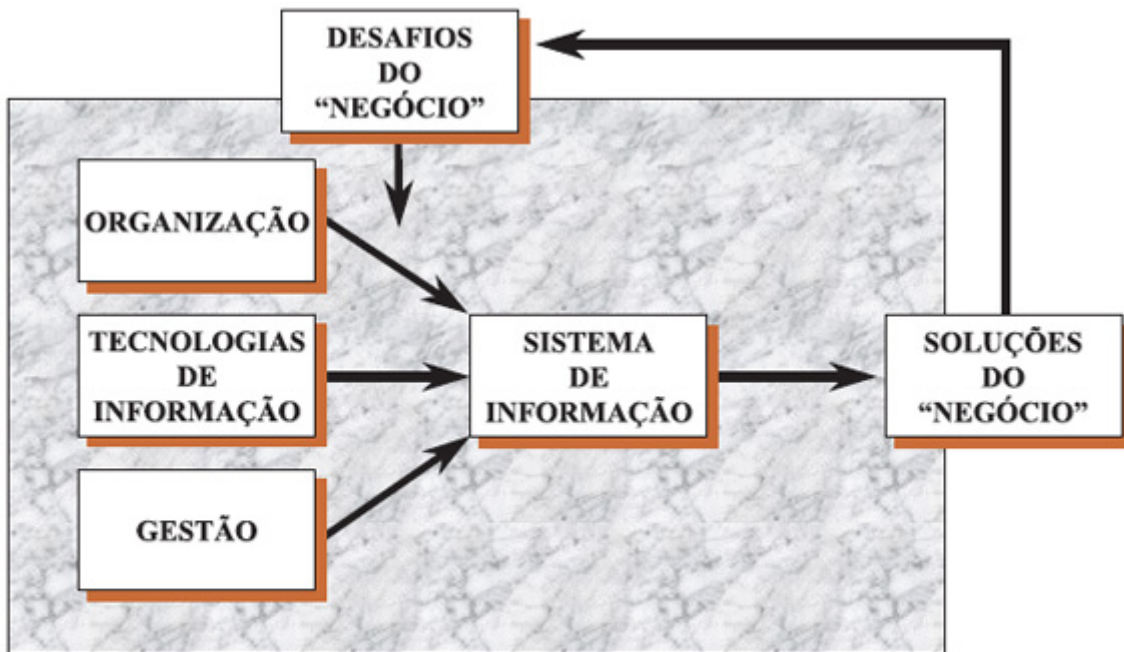 DESAFIOS
DO
“NEGÓCIO”
ORGANIZAÇÃO
TECNOLOGIAS
DE
INFORMAÇÃO
GESTÃO
SISTEMA
DE
INFORMAÇÃO
SOLUÇÕES
DO
“NEGÓCIO”